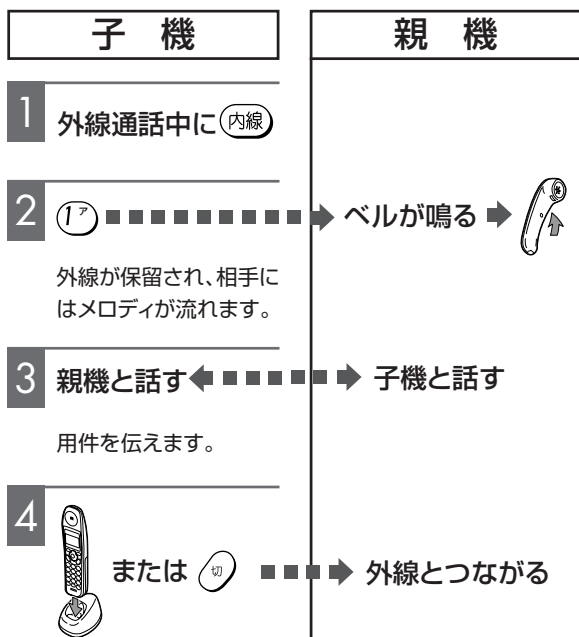 子 機
親 機
1 外線通話中に 内線
2 1ア ベルが鳴る
外線が保留され、相手に
はメロディが流れます。
3 親機と話す 子機と話す
用件を伝えます。
4 または 切 外線とつながる